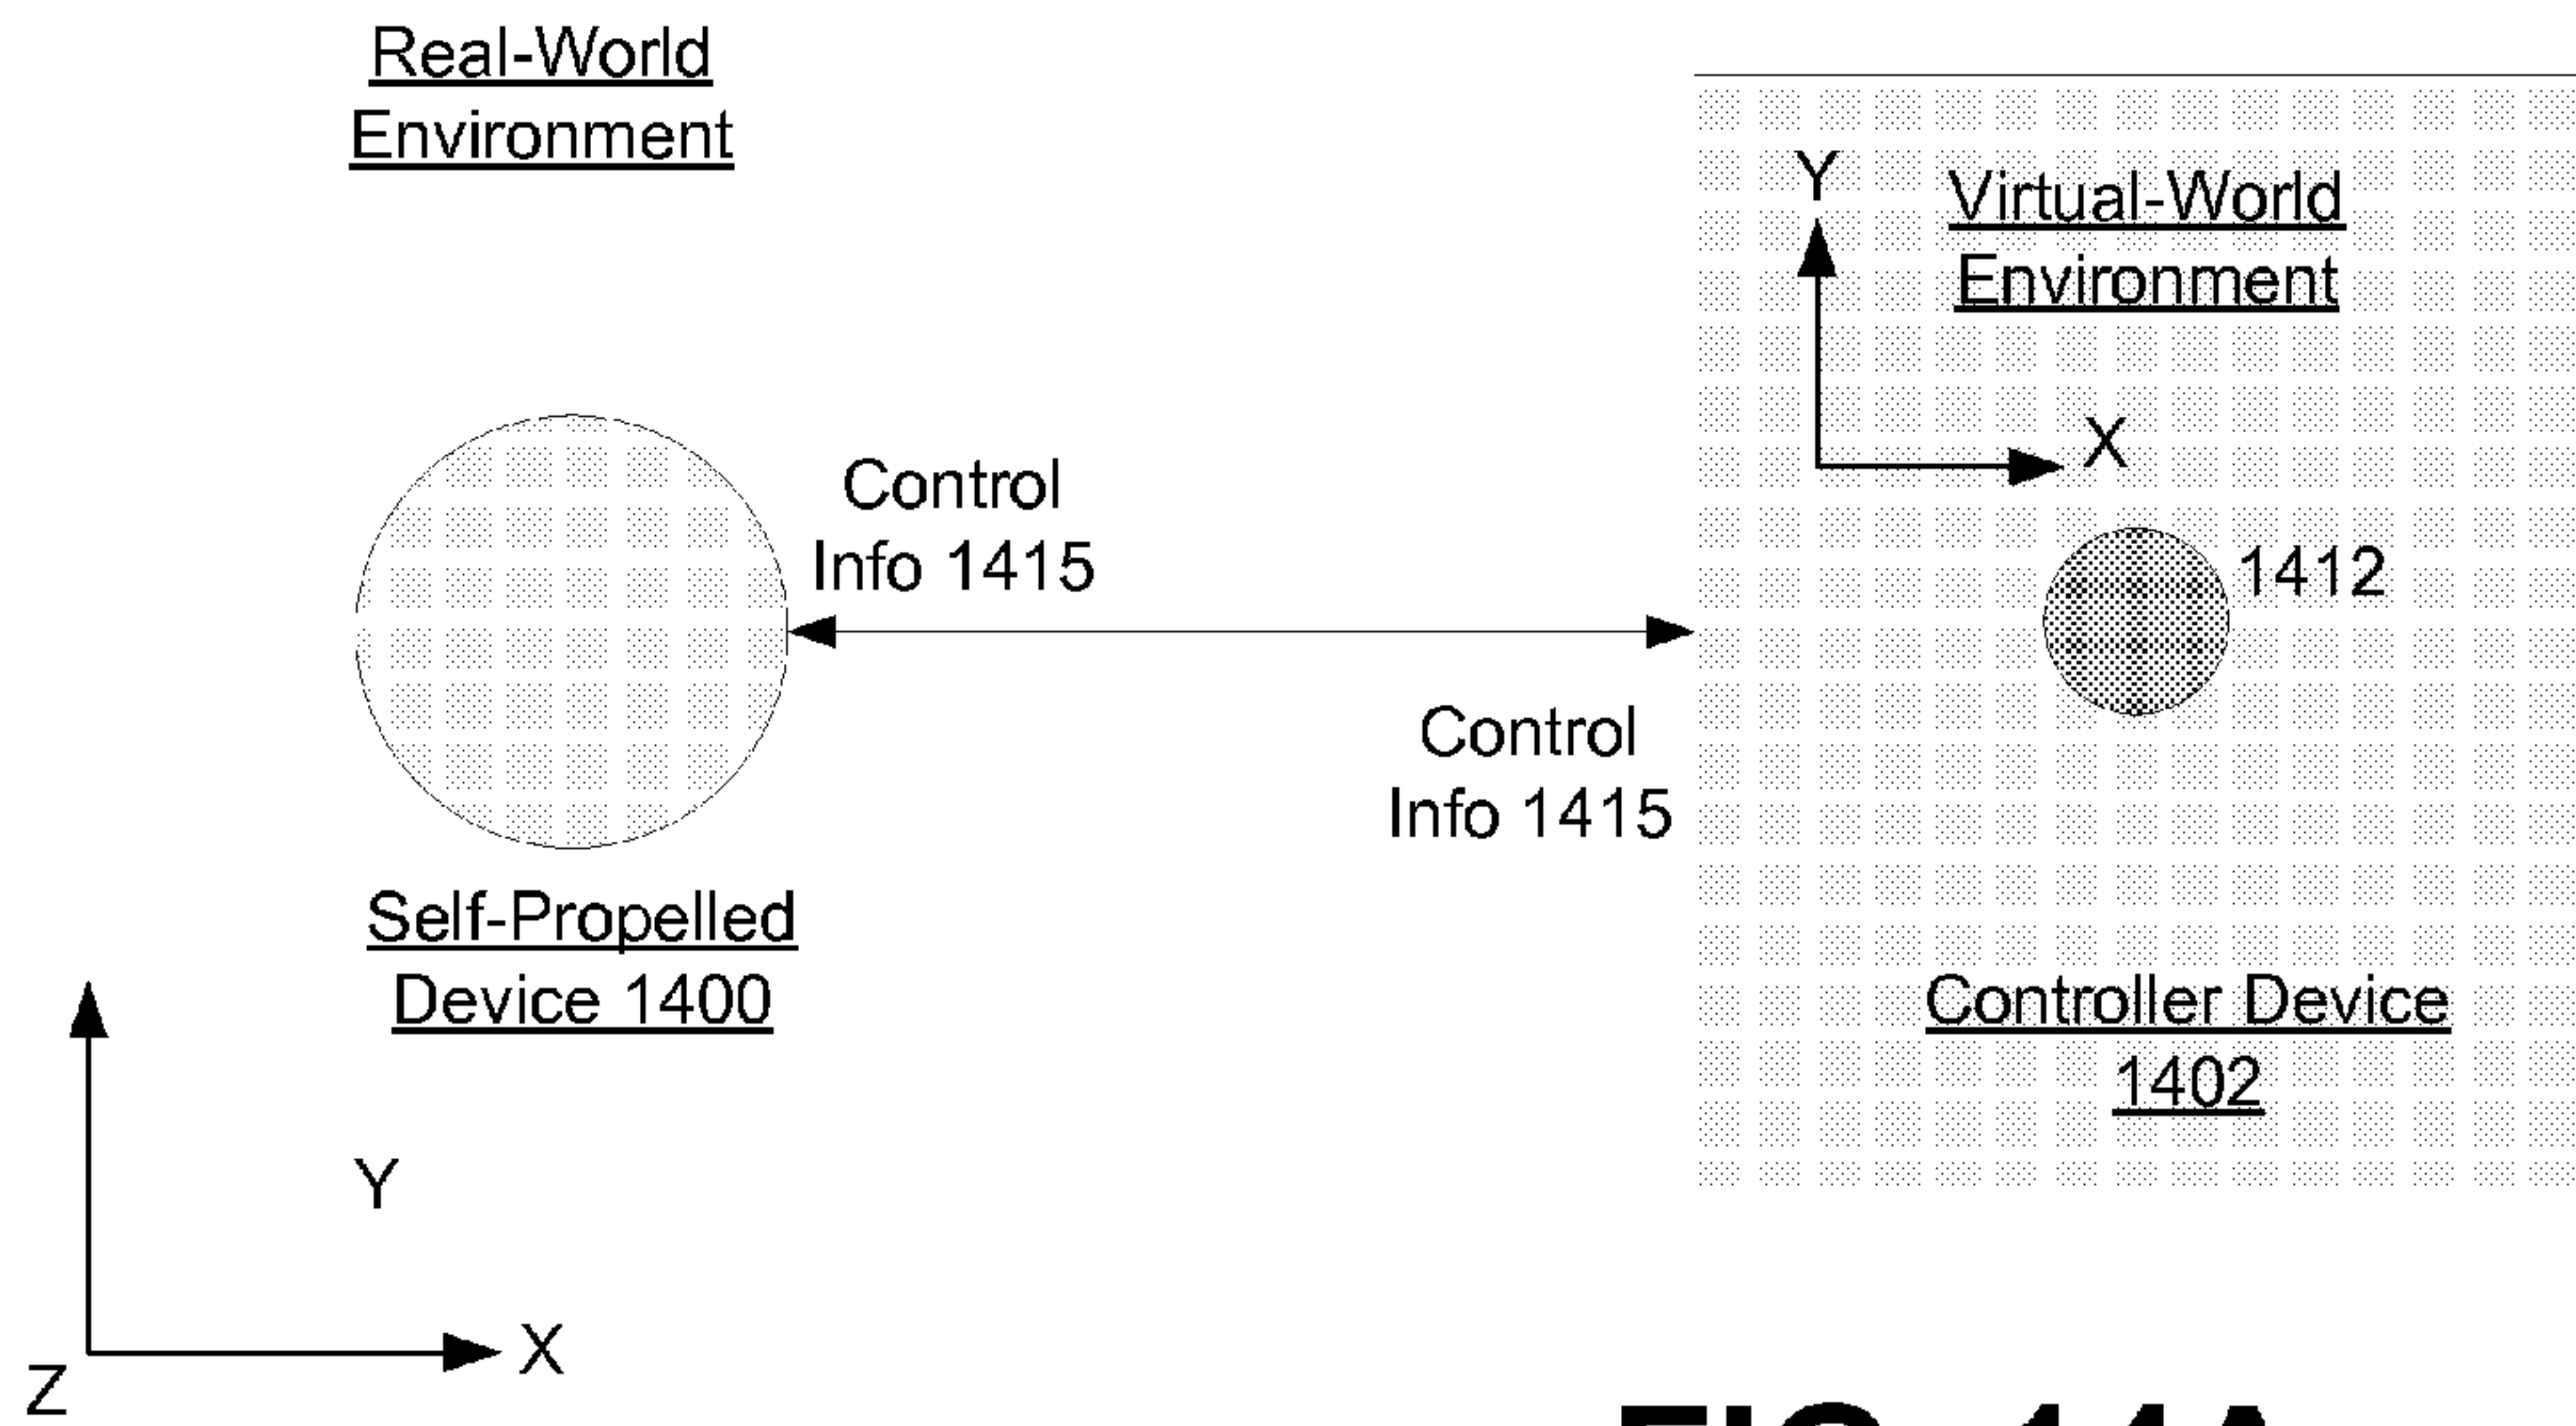 Real-World
Environment
Y
Virtual-World
Environment
X
Control
Info 1415
1412
Control
Info 1415
Self-Propelled
Device 1400
Controller Device
1402
Y
X
Z